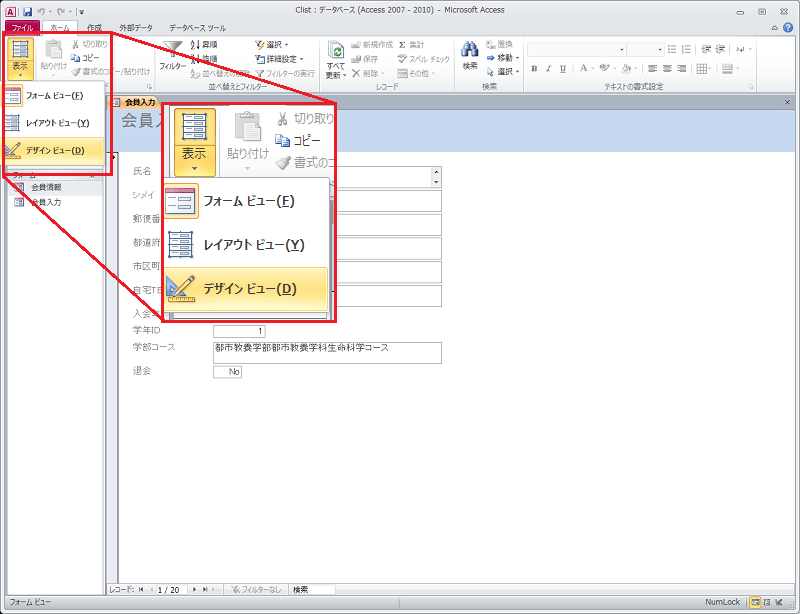 Clist : データベース (Access 2007 - 2010) - Microsoft Access
ファイル ホーム 作成 外部データ データベース ツール
表示
貼り付け
切り取り
コピー
書式のコピー/貼り付け
フィルター
昇順
降順
並べ替えの解除
選択
詳細設定
フィルターの実行
並べ替えとフィルター
すべて更新
新規作成
保存
削除
集計
スペル チェック
その他
レコード
検索
置換
移動
選択
検索
B I U A
テキストの書式設定
フォーム ビュー(F)
レイアウト ビュー(Y)
デザイン ビュー(D)
フォーム
会員情報
会員入力
会員入力
会員入
表示
貼り付け
切り取り
コピー
書式のコ
フォーム ビュー(F)
レイアウト ビュー(Y)
デザイン ビュー(D)
氏名
シメイ
郵便番
都道府
市区町
自宅TE
入会年
学年ID 1
学部コース 都市教養学部都市教養学科生命科学コース
退会 No
レコード: 1 / 20 フィルターなし 検索
フォーム ビュー NumLock